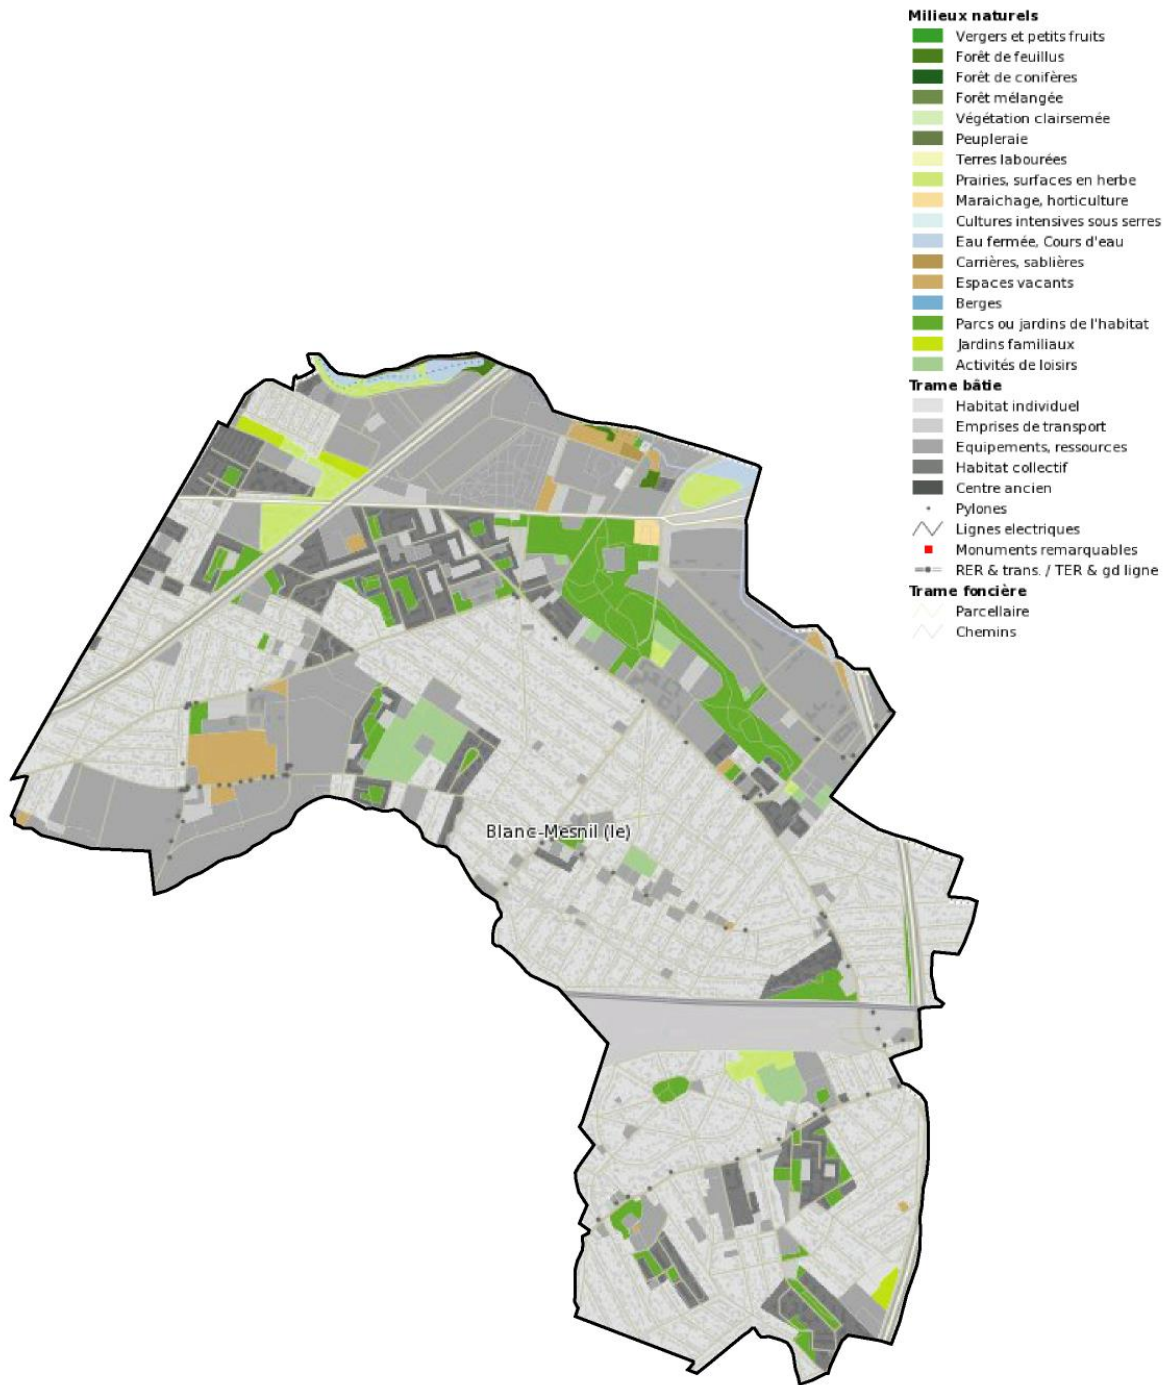 Milieux naturels
Vergers et petits fruits
Forêt de feuillus
Forêt de conifères
Forêt mélangée
Végétation clairsemée
Peupleraie
Terres labourées
Prairies, surfaces en herbe
Maraichage, horticulture
Cultures intensives sous serres
Eau fermée, Cours d'eau
Carrières, sablières
Espaces vacants
Berges
Parcs ou jardins de l'habitat
Jardins familiaux
Activités de loisirs
Trame bâtie
Habitat individuel
Emprises de transport
Equipements, ressources
Habitat collectif
Centre ancien
Pylones
Lignes electriques
Monuments remarquables
RER & trans. / TER & gd ligne
Trame foncière
Parcellaire
Chemins
Blanc-Mesnil (le)